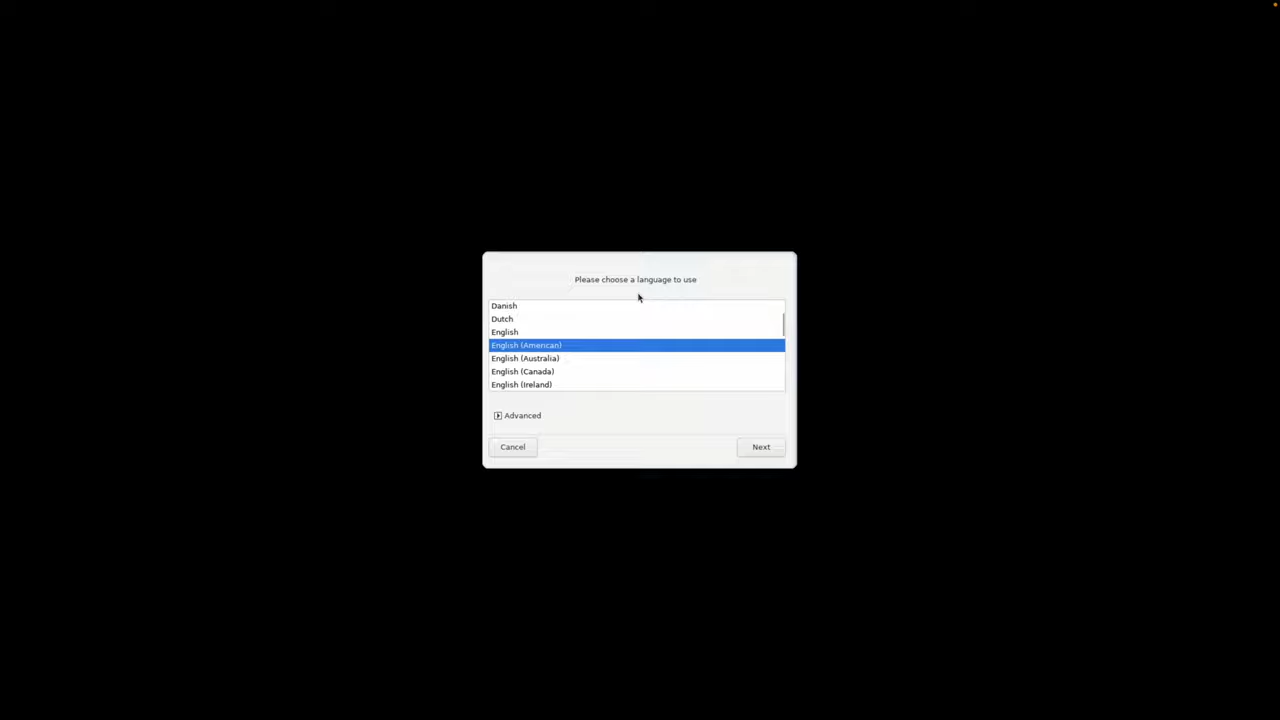 Please choose a language to use
Danish
Dutch
English
English (American)
English (Australia)
English (Canada)
English (Ireland)
Advanced
Cancel
Next